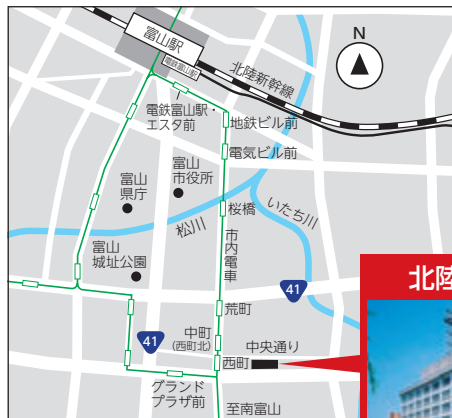 富山駅
電鉄富山駅
N
北陸新幹線
電鉄富山駅・
エスタ前
地鉄ビル前
電気ビル前
富山
県庁
富山
市役所
桜橋
いたち川
松川
市内電車
富山
城址公園
41
荒町
北陸
41
中町
(西町北)
中央通り
西町
グランド
プラザ前
至南富山